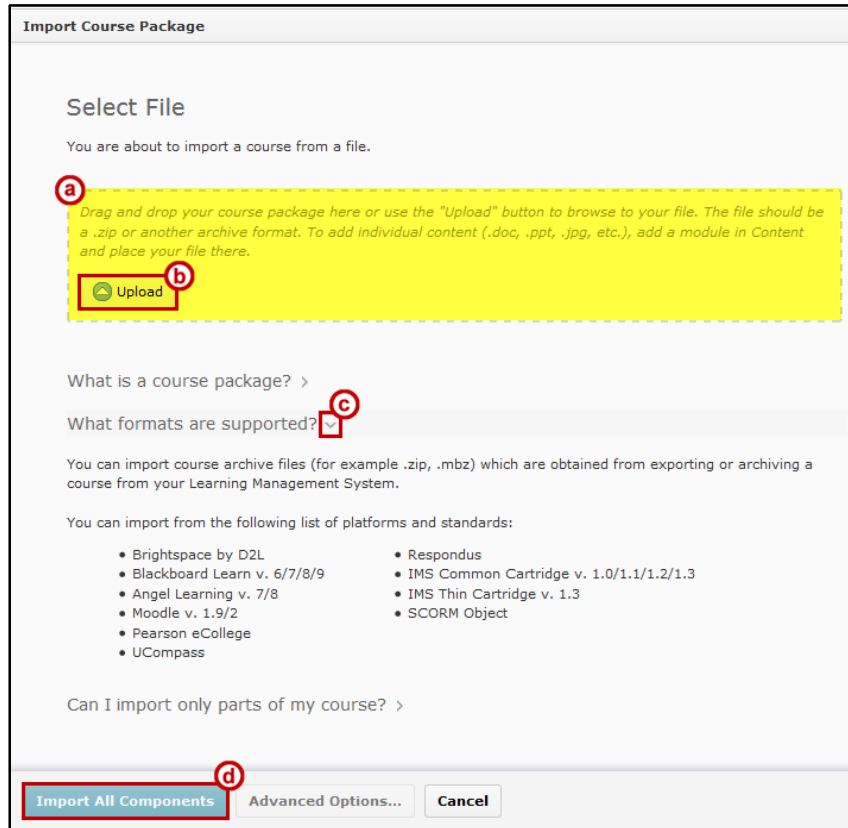 Import Course Package
Select File
You are about to import a course from a file.
a
Drag and drop your course package here or use the "Upload" button to browse to your file. The file should be
a .zip or another archive format. To add individual content (.doc, .ppt, .jpg, etc.), add a module in Content
and place your file there.
b
Upload
What is a course package? >
c
What formats are supported?
You can import course archive files (for example .zip, .mbz) which are obtained from exporting or archiving a
course from your Learning Management System.
You can import from the following list of platforms and standards:
• Brightspace by D2L
• Blackboard Learn v. 6/7/8/9
• Angel Learning v. 7/8
• Moodle v. 1.9/2
• Pearson eCollege
• UCompass
• Respondus
• IMS Common Cartridge v. 1.0/1.1/1.2/1.3
• IMS Thin Cartridge v. 1.3
• SCORM Object
Can I import only parts of my course? >
d
Import All Components
Advanced Options...
Cancel